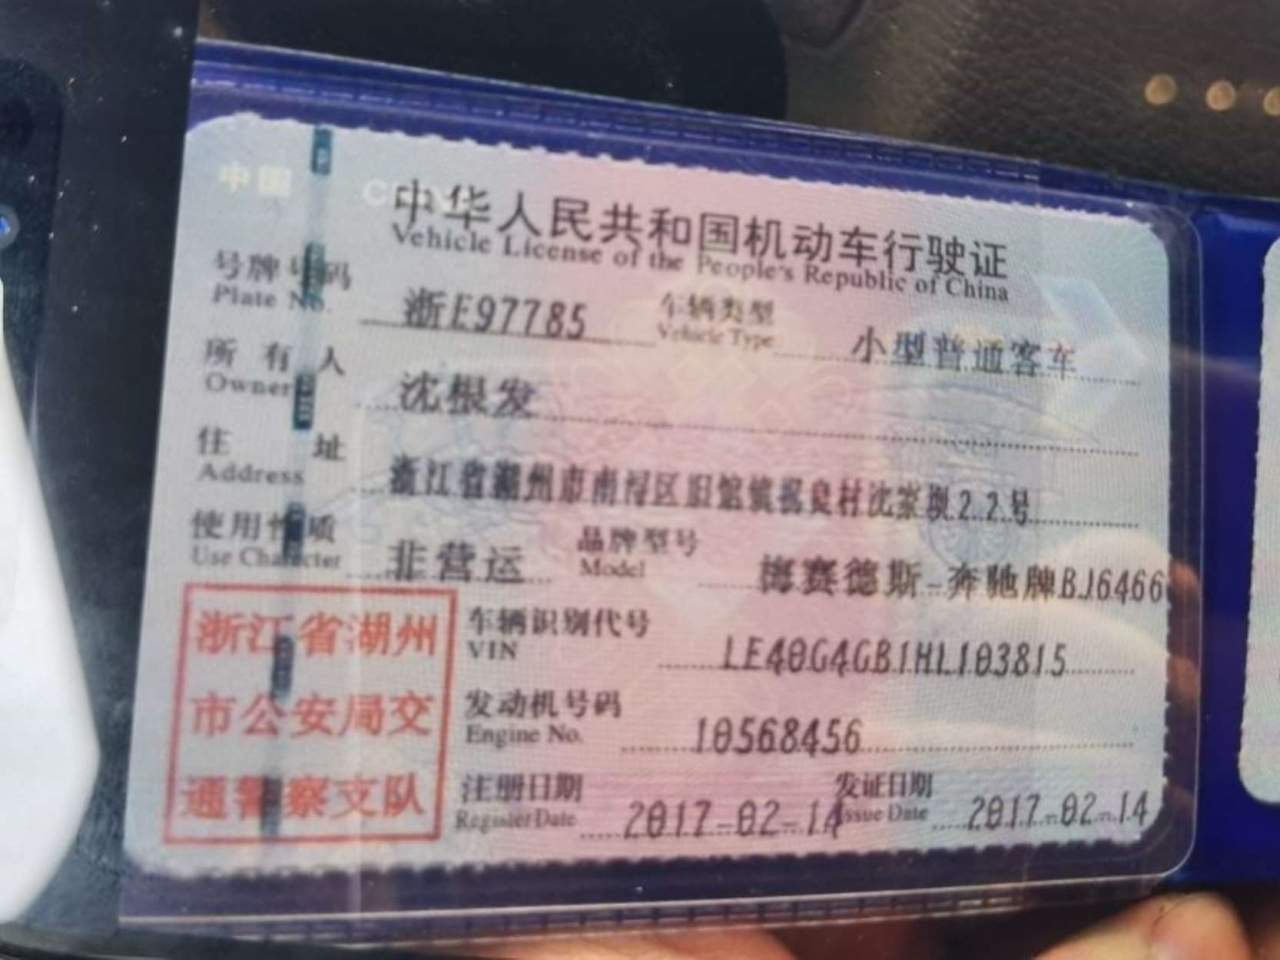 中国 C
中华人民共和国机动车行驶证
Vehicle License of the People's Republic of China
号牌号码 浙E97785 车辆类型 小型普通客车
Plate No. Vehicle Type
所有人 沈根发
Owner
住址 浙江省湖州市南浔区旧馆镇 村沈家 22号
Address
使用性质 非营运 品牌型号 梅赛德斯-奔驰牌BJ6466
Use Character Model
浙江省湖州
市公安局交
通警察支队
车辆识别代号 LE40G4GB1HL103815
VIN
发动机号码 10568456
Engine No.
注册日期 2017-02-14 发证日期 2017-02-14
Register Date Issue Date